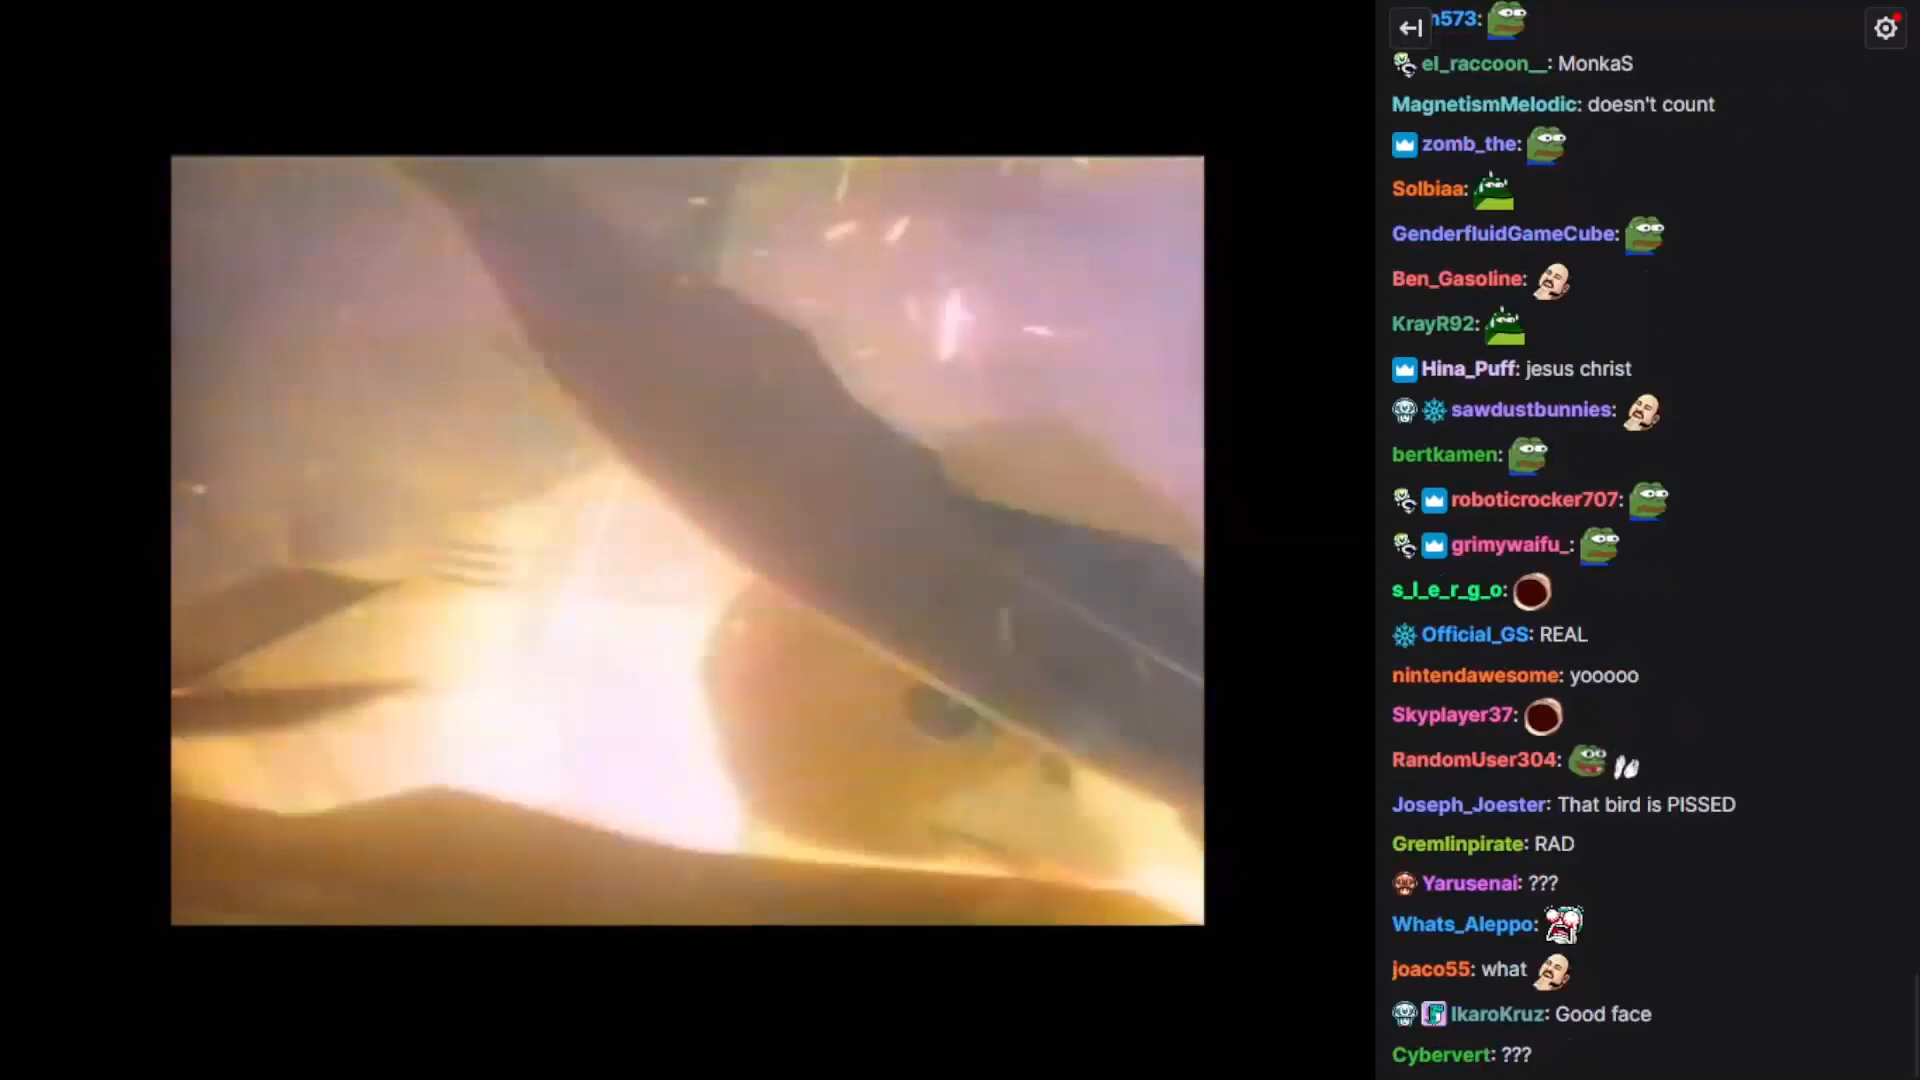 n573:
el_raccoon__: MonkaS
MagnetismMelodic: doesn't count
zomb_the:
Solbiaa:
GenderfluidGameCube:
Ben_Gasoline:
KrayR92:
Hina_Puff: jesus christ
sawdustbunnies:
bertkamen:
roboticrocker707:
grimywaifu_:
s_l_e_r_g_o:
Official_GS: REAL
nintendawesome: yooooo
Skyplayer37:
RandomUser304:
Joseph_Joester: That bird is PISSED
Gremlinpirate: RAD
Yarusenai: ???
Whats_Aleppo:
joaco55: what
IkaroKruz: Good face
Cybervert: ???